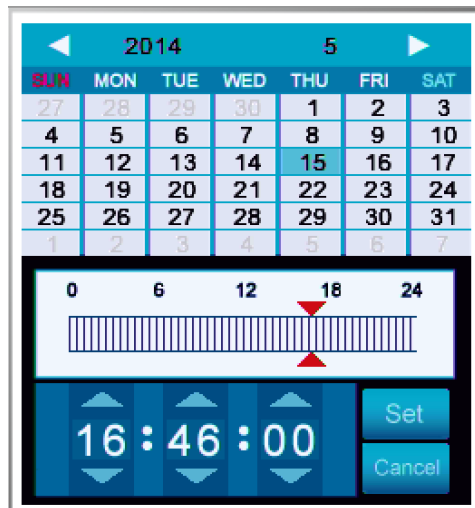 2014 5
SUN MON TUE WED THU FRI SAT
27 28 29 30 1 2 3
4 5 6 7 8 9 10
11 12 13 14 15 16 17
18 19 20 21 22 23 24
25 26 27 28 29 30 31
1 2 3 4 5 6 7
0 6 12 18 24
16:46:00
Set
Cancel